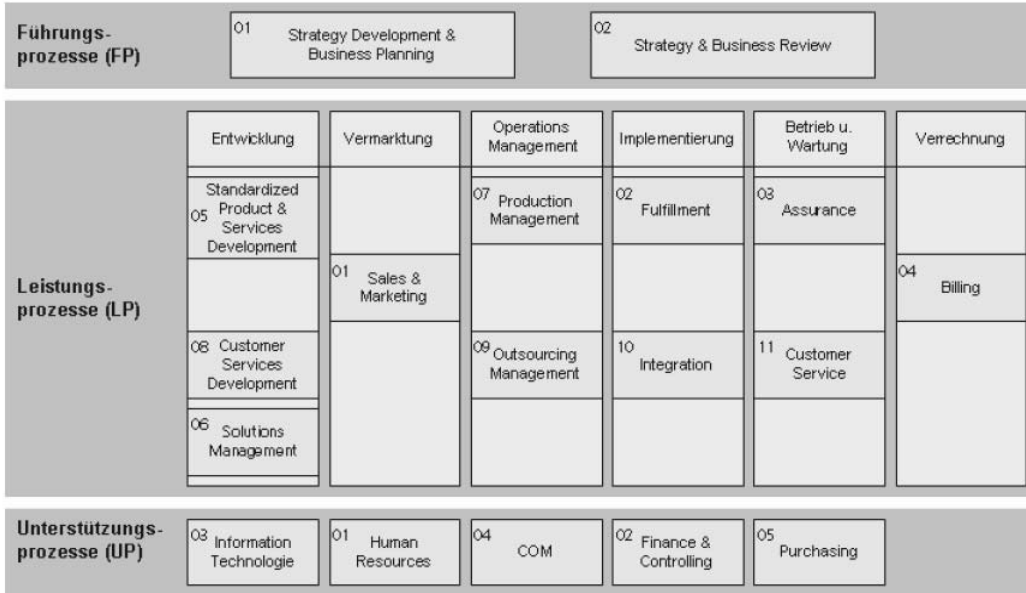 Führungs-
prozesse (FP)
01
Strategy Development &
Business Planning
02
Strategy & Business Review
Leistungs-
prozesse (LP)
Entwicklung
Vermarktung
Operations
Management
Implementierung
Betrieb u.
Wartung
Verrechnung
05
Standardized
Product &
Services
Development
07
Production
Management
02
Fulfillment
03
Assurance
01
Sales &
Marketing
04
Billing
08
Customer
Services
Development
09
Outsourcing
Management
10
Integration
11
Customer
Service
06
Solutions
Management
Unterstützungs-
prozesse (UP)
03
Information
Technologie
01
Human
Resources
04
COM
02
Finance &
Controlling
05
Purchasing